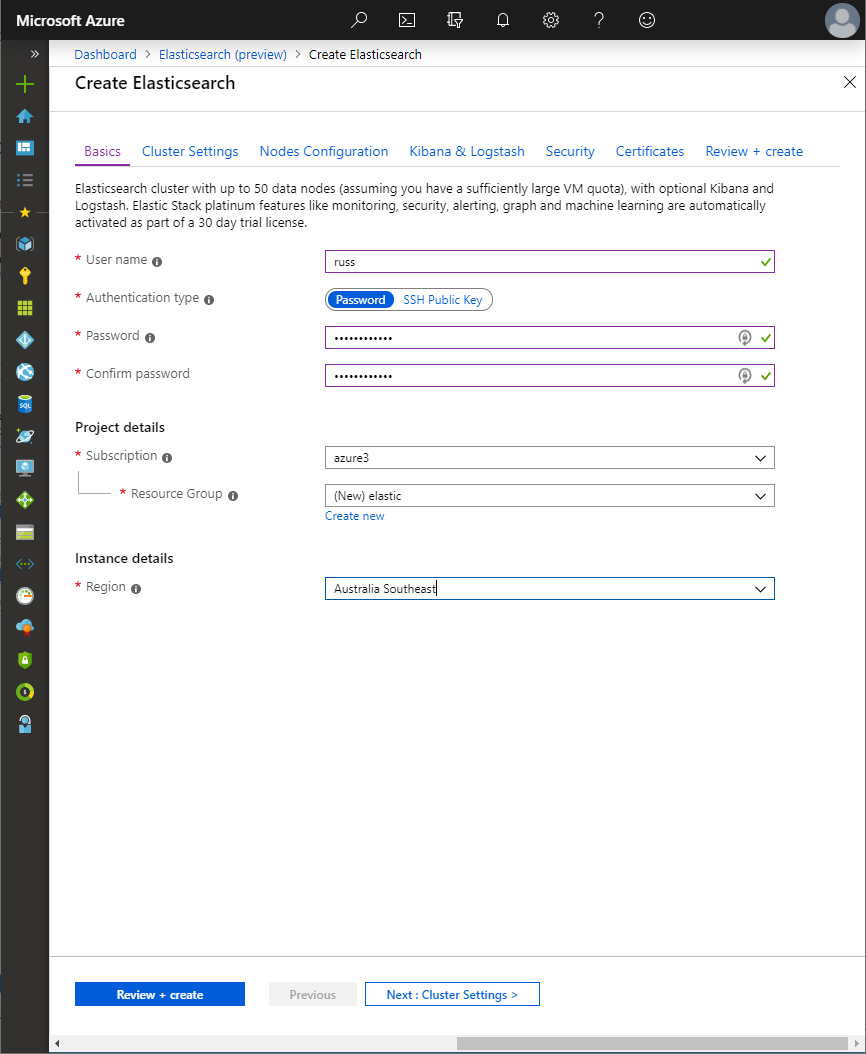 Microsoft Azure
Dashboard > Elasticsearch (preview) > Create Elasticsearch
Create Elasticsearch
Basics Cluster Settings Nodes Configuration Kibana & Logstash Security Certificates Review + create
Elasticsearch cluster with up to 50 data nodes (assuming you have a sufficiently large VM quota), with optional Kibana and
Logstash. Elastic Stack platinum features like monitoring, security, alerting, graph and machine learning are automatically
activated as part of a 30 day trial license.
* User name russ
* Authentication type Password SSH Public Key
* Password ••••••••••••
* Confirm password ••••••••••••
Project details
* Subscription azure3
* Resource Group (New) elastic
Create new
Instance details
* Region Australia Southeast
SQL
Review + create Previous Next : Cluster Settings >